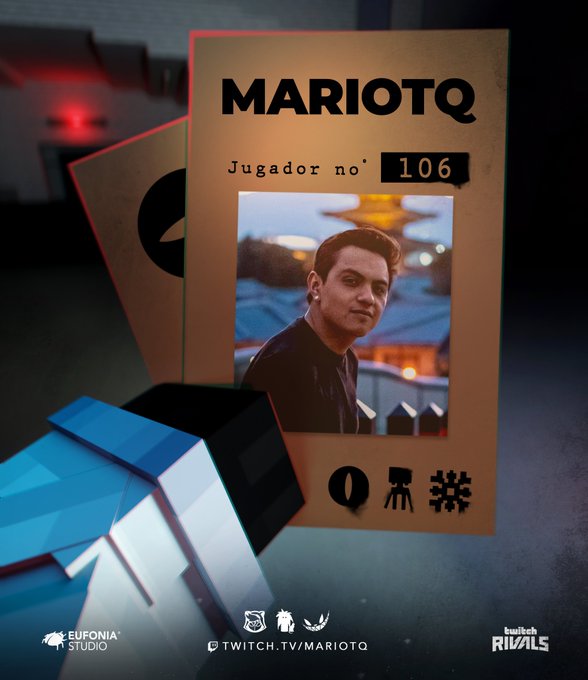 MARIOTQ
Jugador no° 106
EUFONIA®
STUDIO
TWITCH.TV/MARIOTQ
twitch
RIVALS